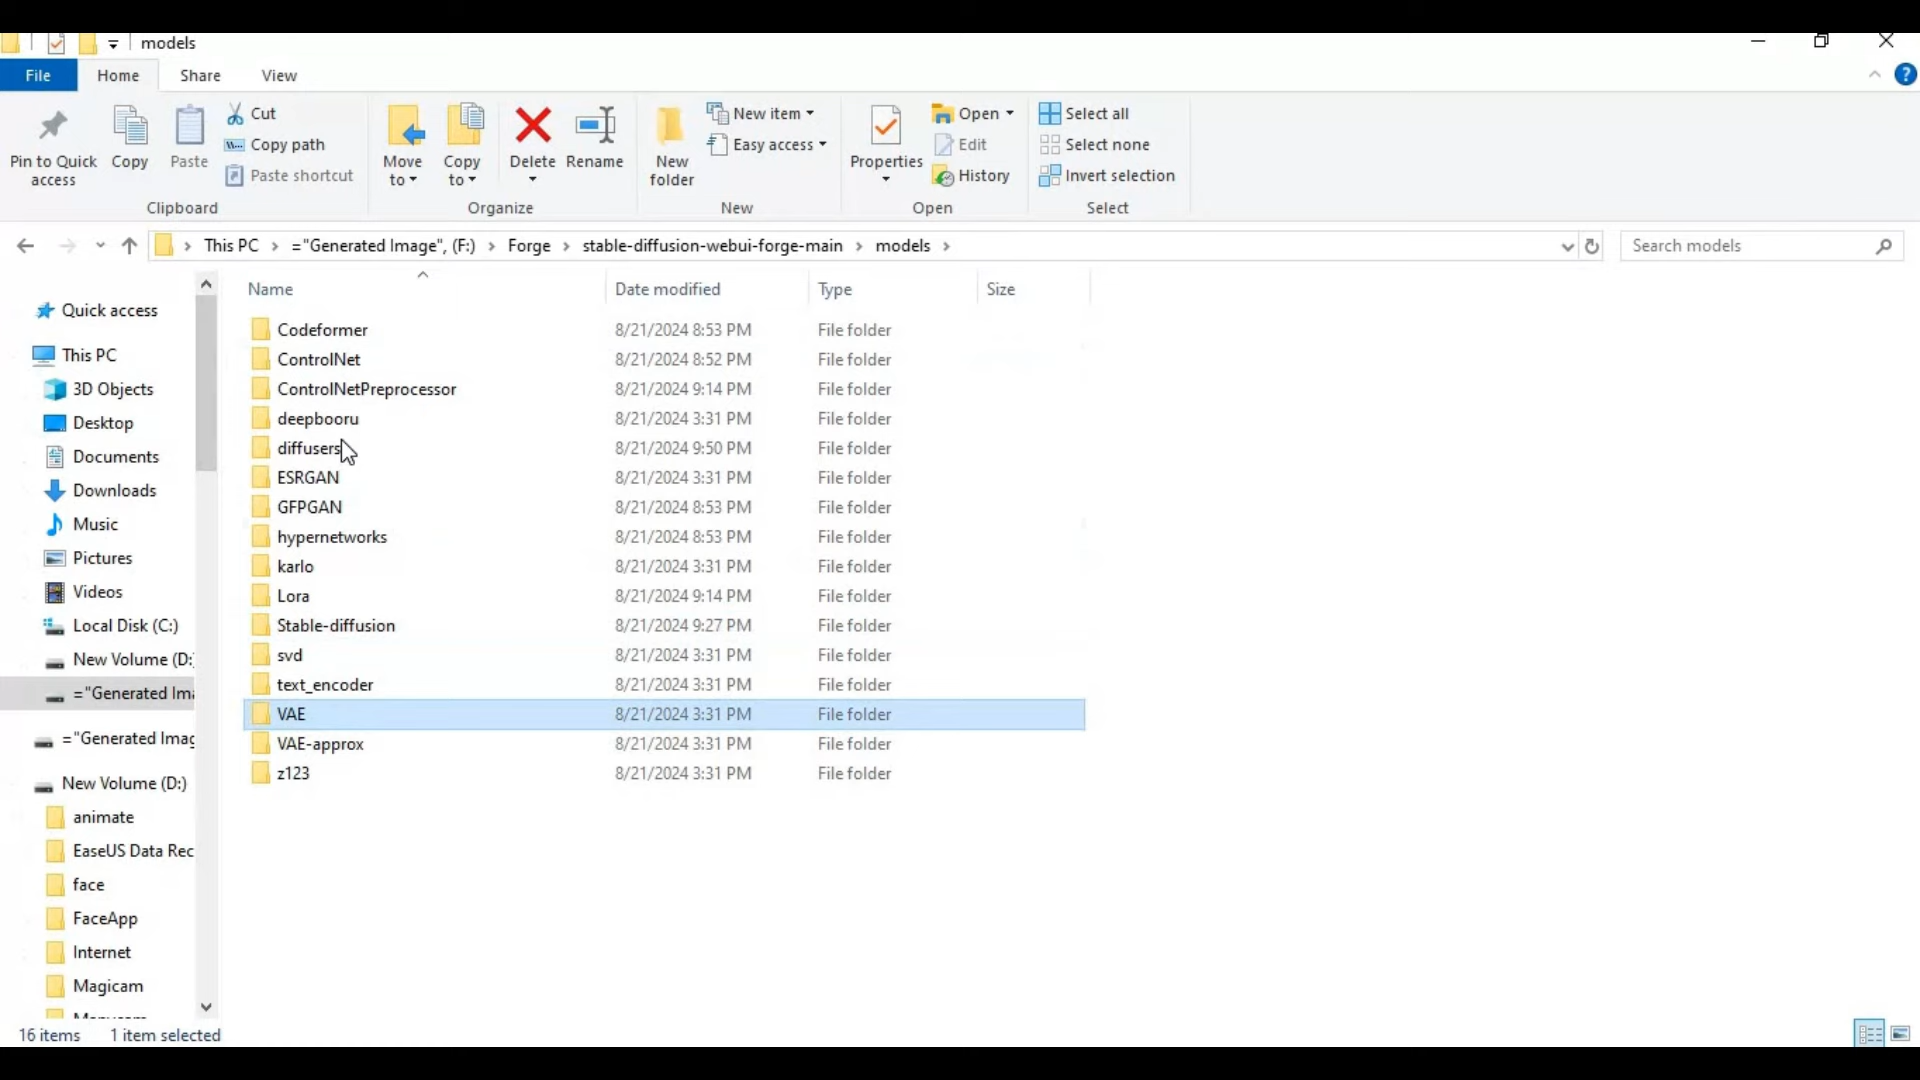 models
File Home Share View
Pin to Quick access
Copy
Paste
Cut
Copy path
Paste shortcut
Clipboard
Move to
Copy to
Delete
Rename
Organize
New folder
New item
Easy access
New
Properties
Open
Edit
History
Open
Select all
Select none
Invert selection
Select
This PC > ="Generated Image", (F:) > Forge > stable-diffusion-webui-forge-main > models >
Search models
Quick access
This PC
3D Objects
Desktop
Documents
Downloads
Music
Pictures
Videos
Local Disk (C:)
New Volume (D:
="Generated Ima
="Generated Imag
New Volume (D:)
animate
EaseUS Data Rec
face
FaceApp
Internet
Magicam
Name Date modified Type Size
Codeformer 8/21/2024 8:53 PM File folder
ControlNet 8/21/2024 8:52 PM File folder
ControlNetPreprocessor 8/21/2024 9:14 PM File folder
deepbooru 8/21/2024 3:31 PM File folder
diffusers 8/21/2024 9:50 PM File folder
ESRGAN 8/21/2024 3:31 PM File folder
GFPGAN 8/21/2024 8:53 PM File folder
hypernetworks 8/21/2024 8:53 PM File folder
karlo 8/21/2024 3:31 PM File folder
Lora 8/21/2024 9:14 PM File folder
Stable-diffusion 8/21/2024 9:27 PM File folder
svd 8/21/2024 3:31 PM File folder
text_encoder 8/21/2024 3:31 PM File folder
VAE 8/21/2024 3:31 PM File folder
VAE-approx 8/21/2024 3:31 PM File folder
z123 8/21/2024 3:31 PM File folder
16 items 1 item selected